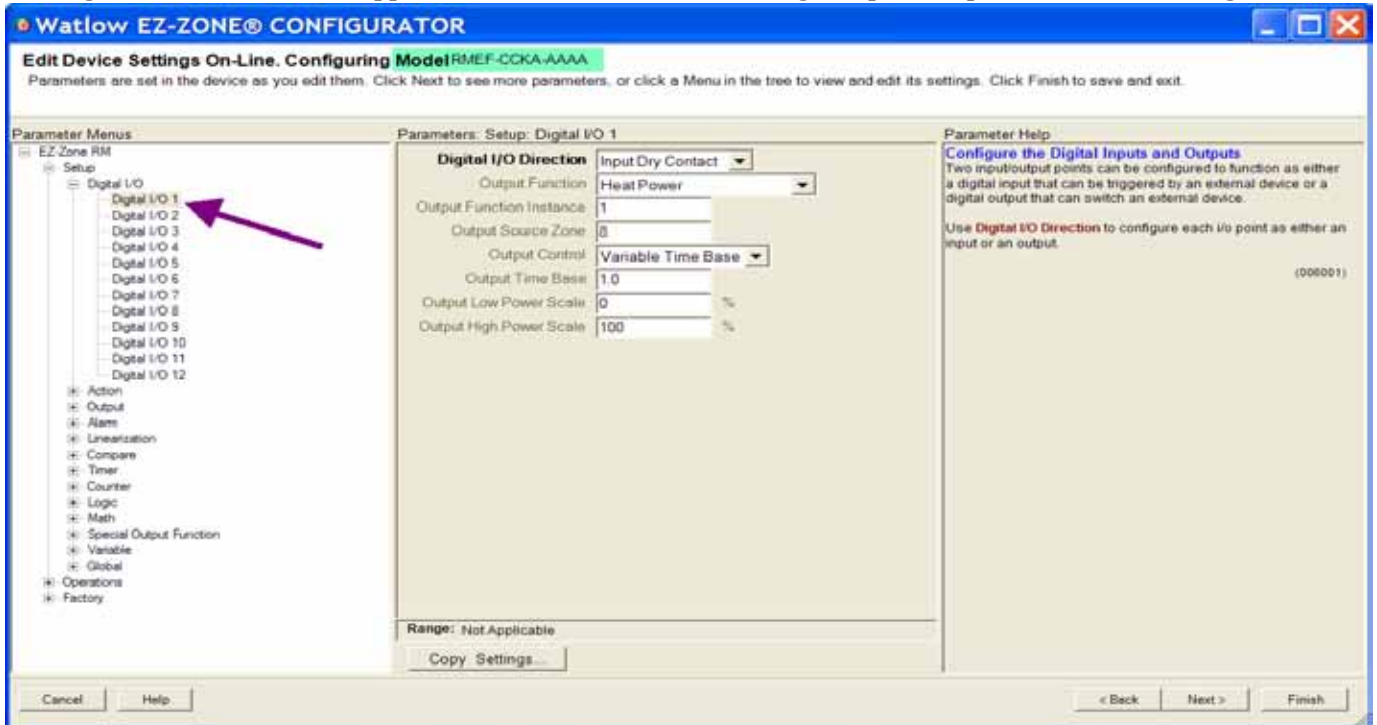 Watlow EZ-ZONE® CONFIGURATOR
Edit Device Settings On-Line. Configuring Model RMEF-CCKA-AAAA
Parameters are set in the device as you edit them. Click Next to see more parameters, or click a Menu in the tree to view and edit its settings. Click Finish to save and exit.
Parameter Menus
EZ-Zone RM
Setup
Digital I/O
Digital I/O 1
Digital I/O 2
Digital I/O 3
Digital I/O 4
Digital I/O 5
Digital I/O 6
Digital I/O 7
Digital I/O 8
Digital I/O 9
Digital I/O 10
Digital I/O 11
Digital I/O 12
Action
Output
Alarm
Linearization
Compare
Timer
Counter
Logic
Math
Special Output Function
Variable
Global
Operations
Factory
Parameters: Setup: Digital I/O 1
Digital I/O Direction Input Dry Contact
Output Function Heat Power
Output Function Instance 1
Output Source Zone 8
Output Control Variable Time Base
Output Time Base 1.0
Output Low Power Scale 0 %
Output High Power Scale 100 %
Range: Not Applicable
Copy Settings...
Parameter Help
Configure the Digital Inputs and Outputs
Two input/output points can be configured to function as either
a digital input that can be triggered by an external device or a
digital output that can switch an external device.
Use Digital I/O Direction to configure each i/o point as either an
input or an output.
(006001)
Cancel Help < Back Next > Finish